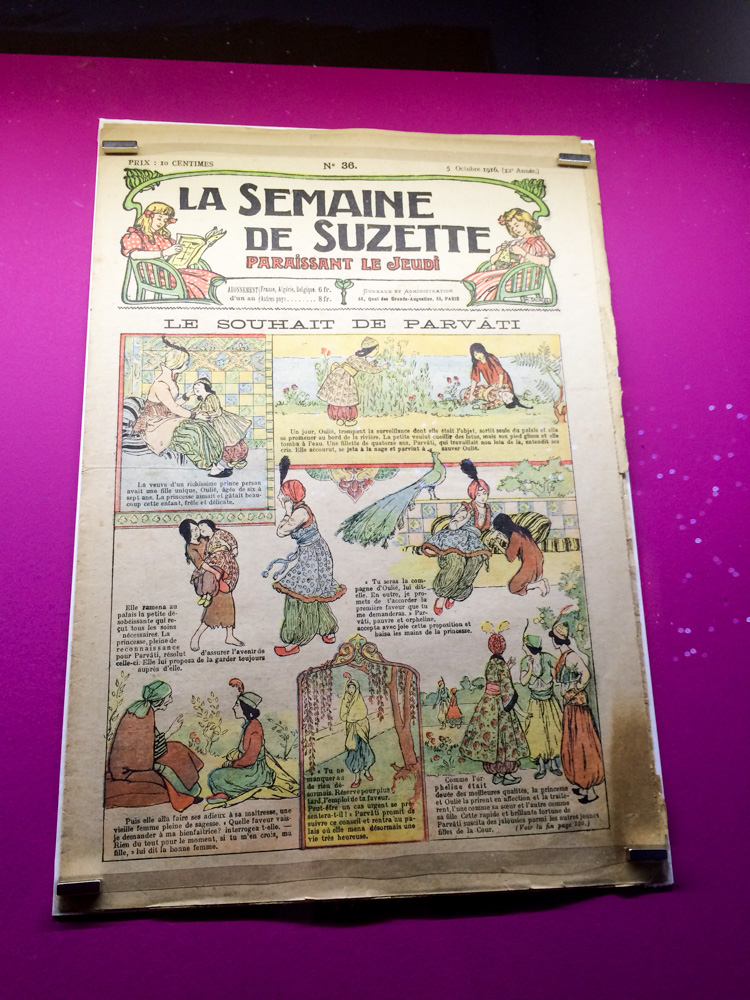 PRIX : 10 CENTIMES
N° 36.
5 Octobre 1916. (12e Année.)
LA SEMAINE
DE SUZETTE
PARAISSANT LE JEUDI
ABONNEMENT (France, Algérie, Belgique. 6 fr.
d'un an (Autres pays........ 8 fr.
BUREAUX ET ADMINISTRATION
55, Quai des Grands-Augustins, 55, PARIS
LE SOUHAIT DE PARVÂTI
La veuve d'un richissime prince persan
avait une fille unique, Oulié, âgée de six à
sept ans. La princesse aimait et gâtait beau-
coup cette enfant, frêle et délicate.
Un jour, Oulié, trompant la surveillance dont elle était l'objet, sortit seule du palais et alla
se promener au bord de la rivière. La petite voulut cueillir des lotus, mais son pied glissa et elle
tomba à l'eau. Une fillette de quatorze ans, Parvâti, qui travaillait non loin de là, entendit ses
cris. Elle accourut, se jeta à la nage et parvint à sauver Oulié.
Elle ramena au
palais la petite dé-
sobéissante qui re-
çut tous les soins
nécessaires. La
princesse, pleine de
reconnaissance
pour Parvâti, résolut
d'assurer l'avenir de
celle-ci. Elle lui proposa de la garder toujours
auprès d'elle.
« Tu seras la com-
pagne d'Oulié, lui dit-
elle. En outre, je pro-
mets de t'accorder la
première faveur que tu
me demanderas. » Par-
vâti, pauvre et orpheline,
accepta avec joie cette proposition et
baisa les mains de la princesse.
Puis elle alla faire ses adieux à sa maîtresse, une
vieille femme pleine de sagesse. « Quelle faveur vais-
je demander à ma bienfaitrice? interrogea t-elle. —
Rien du tout pour le moment, si tu m'en crois, ma
fille, » lui dit la bonne femme.
« Tu ne
manqueras
de rien dé-
sormais. Réserve pour plus
tard, l'emploi de ta faveur.
Peut-être un cas urgent se pré-
sentera-t-il! » Parvâti promit de
suivre ce conseil et rentra au pa-
lais où elle mena désormais une
vie très heureuse.
Comme l'or
pheline était
douée des meilleures qualités, la princesse
et Oulié la prirent en affection et la traitè-
rent, l'une comme sa sœur et l'autre comme
sa fille. Cette rapide et brillante fortune de
Parvâti suscita des jalousies parmi les autres jeunes
filles de la Cour. (Voir la fin page 200.)